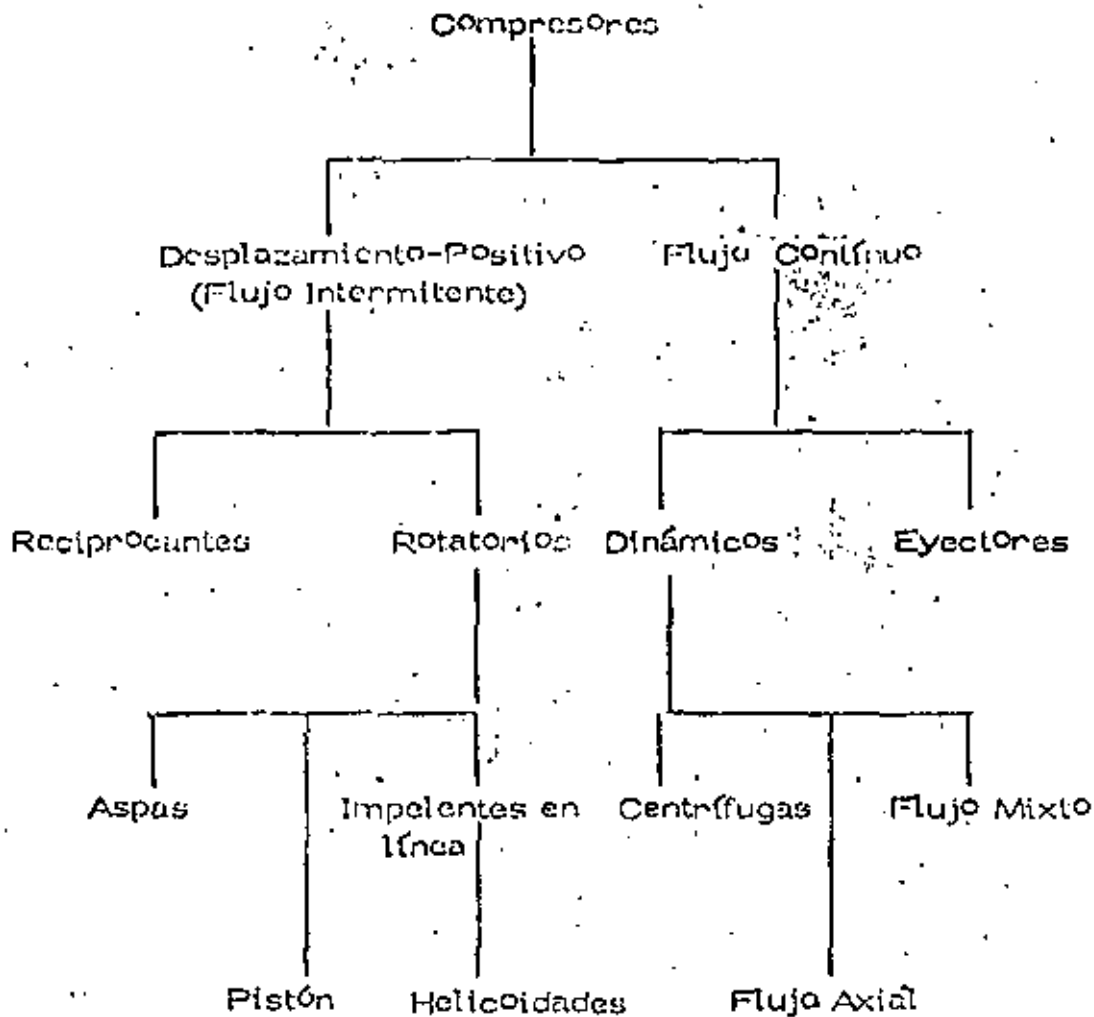 Compresores
Desplazamiento-Positivo
(Flujo Intermitente)
Flujo Contínuo
Reciprocantes
Rotatorios
Dinámicos
Eyectores
Aspas
Impelentes en
línea
Centrífugas
Flujo Mixto
Pistón
Helicoidades
Flujo Axial